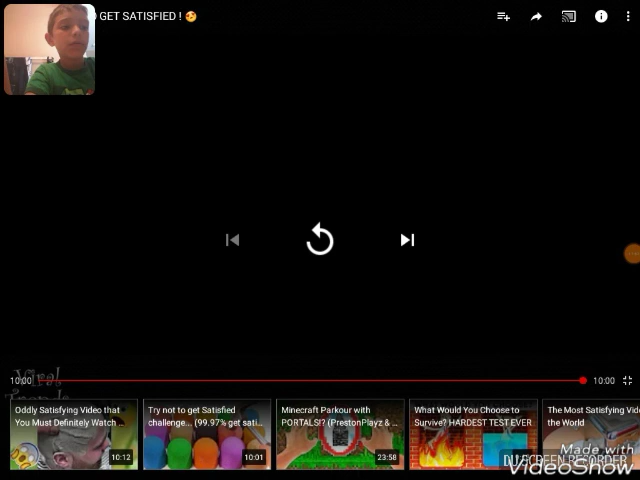 GET SATISFIED ! 🤨
Viral
Trends
10:00
10:00
Oddly Satisfying Video that
You Must Definitely Watch ..
10:12
Try not to get Satisfied
challenge... (99.97% get sati...
10:01
Minecraft Parkour with
PORTALS!? (PrestonPlayz & ..
23:58
What Would You Choose to
Survive? HARDEST TEST EVER
The Most Satisfying Vide
the World
Made with
VideoShow
DU SCREEN RECORDER